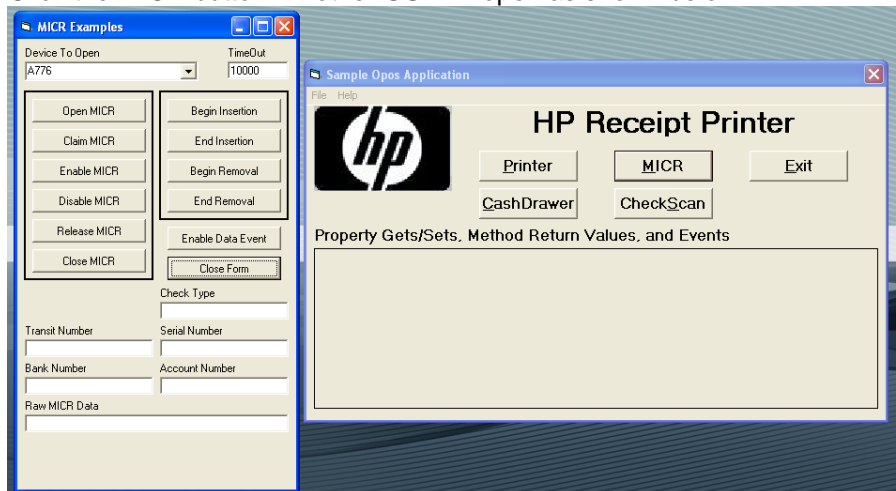 MICR Examples
Device To Open
TimeOut
A776
10000
Open MICR
Begin Insertion
Claim MICR
End Insertion
Enable MICR
Begin Removal
Disable MICR
End Removal
Release MICR
Enable Data Event
Close MICR
Close Form
Check Type
Transit Number
Serial Number
Bank Number
Account Number
Raw MICR Data
Sample Opos Application
File Help
hp
HP Receipt Printer
Printer
MICR
Exit
CashDrawer
CheckScan
Property Gets/Sets, Method Return Values, and Events